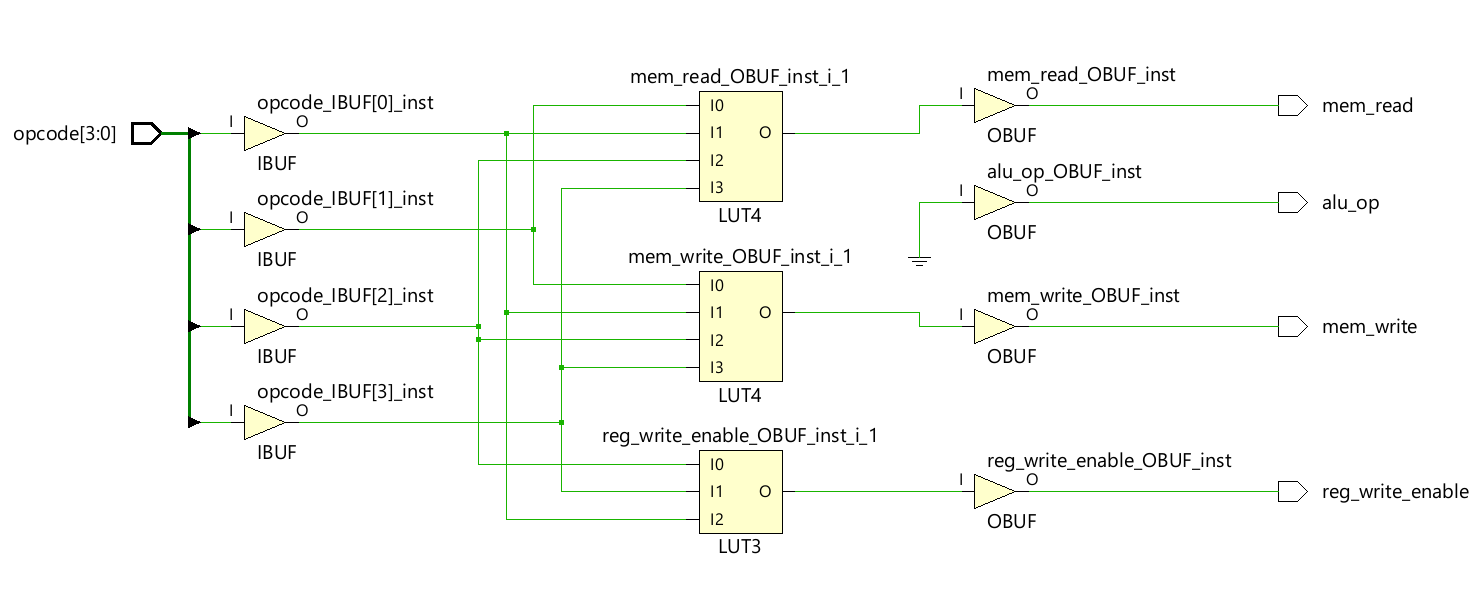 opcode[3:0]
opcode_IBUF[0]_inst
I
O
IBUF
opcode_IBUF[1]_inst
I
O
IBUF
opcode_IBUF[2]_inst
I
O
IBUF
opcode_IBUF[3]_inst
I
O
IBUF
mem_read_OBUF_inst_i_1
I0
I1
O
I2
I3
LUT4
mem_write_OBUF_inst_i_1
I0
I1
O
I2
I3
LUT4
reg_write_enable_OBUF_inst_i_1
I0
I1
O
I2
LUT3
mem_read_OBUF_inst
I
O
OBUF
mem_read
alu_op_OBUF_inst
I
O
OBUF
alu_op
mem_write_OBUF_inst
I
O
OBUF
mem_write
reg_write_enable_OBUF_inst
I
O
OBUF
reg_write_enable